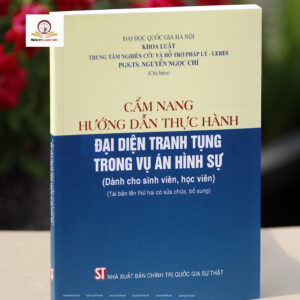 ĐẠI HỌC QUỐC GIA HÀ NỘI
KHOA LUẬT
TRUNG TÂM NGHIÊN CỨU VÀ HỖ TRỢ PHÁP LÝ - LERES
PGS.TS. NGUYỄN NGỌC CHÍ
(Chủ biên)
CẨM NANG
HƯỚNG DẪN THỰC HÀNH
ĐẠI DIỆN TRANH TỤNG
TRONG VỤ ÁN HÌNH SỰ
(Dành cho sinh viên, học viên)
(Tái bản lần thứ hai có sửa chữa, bổ sung)
ST NHÀ XUẤT BẢN CHÍNH TRỊ QUỐC GIA SỰ THẬT